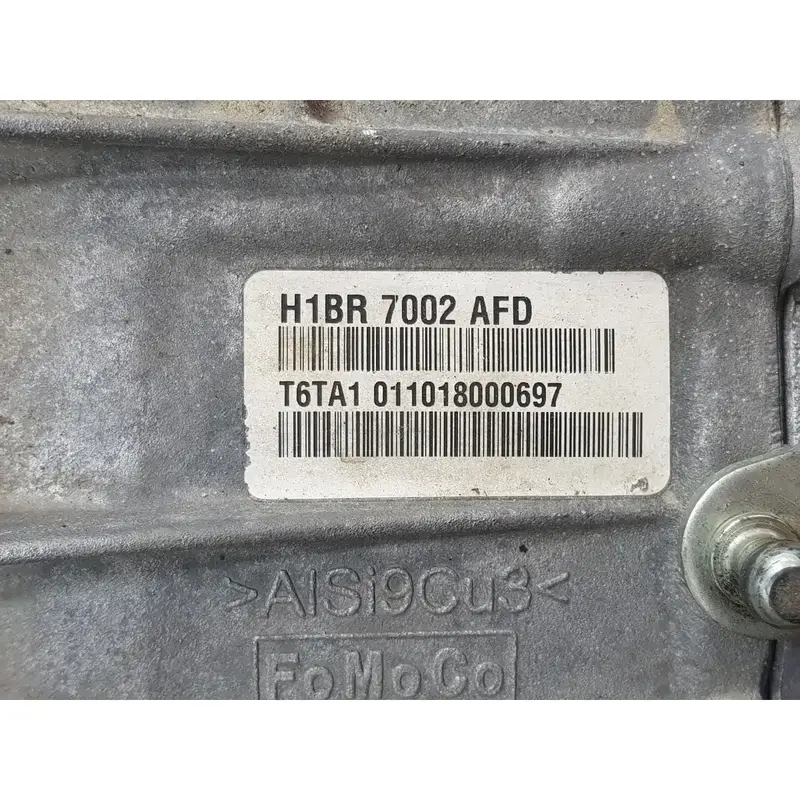 H1BR 7002 AFD
T6TA1 011018000697
>AlSi9Cu3<
FoMoCo